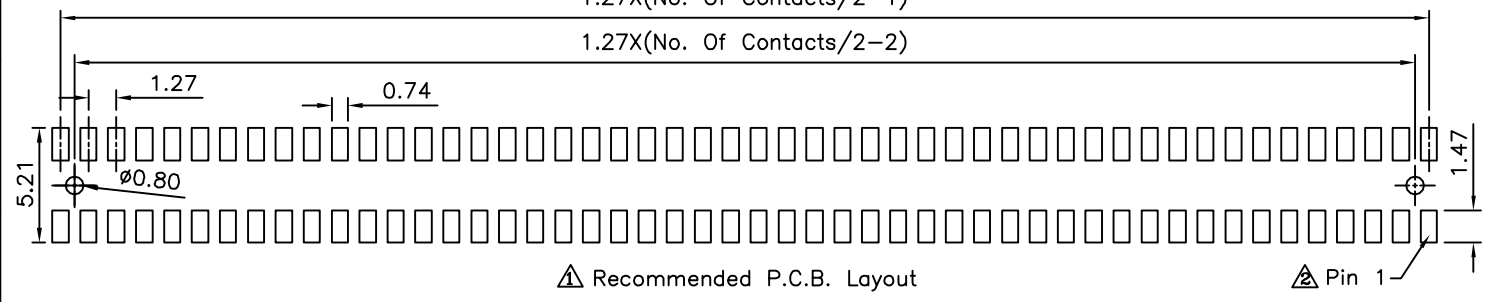 1.27X(No. Of Contacts/2-1)
1.27X(No. Of Contacts/2-2)
1.27
0.74
5.21
ø0.80
1.47
1 Recommended P.C.B. Layout
2 Pin 1